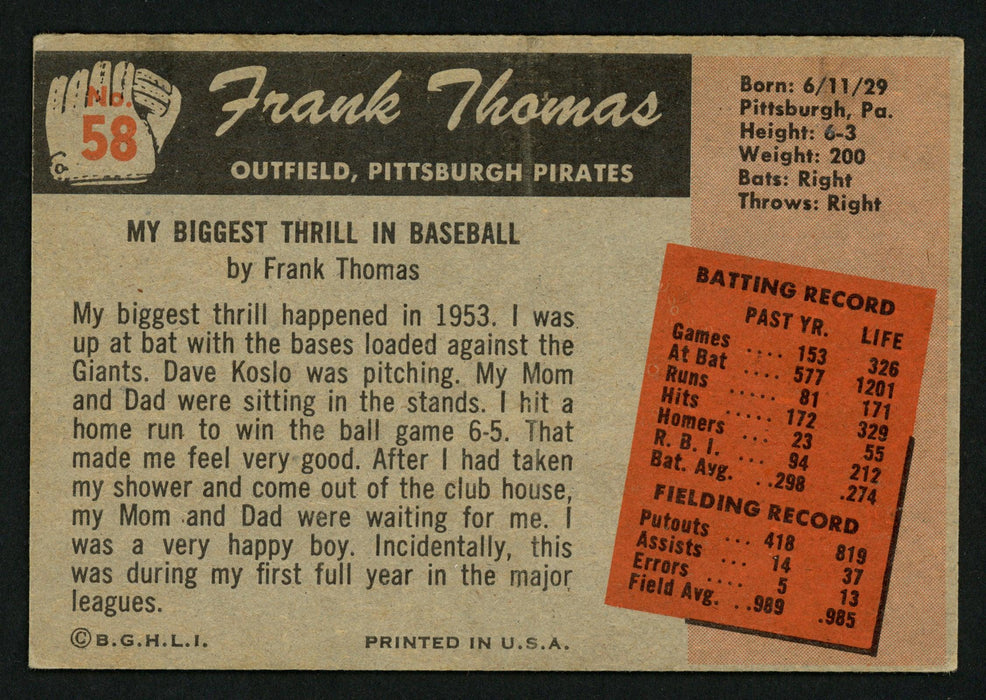 No.
58
Frank Thomas
OUTFIELD, PITTSBURGH PIRATES
MY BIGGEST THRILL IN BASEBALL
by Frank Thomas
My biggest thrill happened in 1953. I was
up at bat with the bases loaded against the
Giants. Dave Koslo was pitching. My Mom
and Dad were sitting in the stands. I hit a
home run to win the ball game 6-5. That
made me feel very good. After I had taken
my shower and come out of the club house,
my Mom and Dad were waiting for me. I
was a very happy boy. Incidentally, this
was during my first full year in the major
leagues.
©B.G.H.L.I.
PRINTED IN U.S.A.
Born: 6/11/29
Pittsburgh, Pa.
Height: 6-3
Weight: 200
Bats: Right
Throws: Right
BATTING RECORD
PAST YR. LIFE
Games .... 153 326
At Bat .... 577 1201
Runs ..... 81 171
Hits ..... 172 329
Homers ... 23 55
R. B. I. ... 94 212
Bat. Avg. . .298 .274
FIELDING RECORD
Putouts ... 418 819
Assists ... 14 37
Errors .... 5 13
Field Avg. . .989 .985